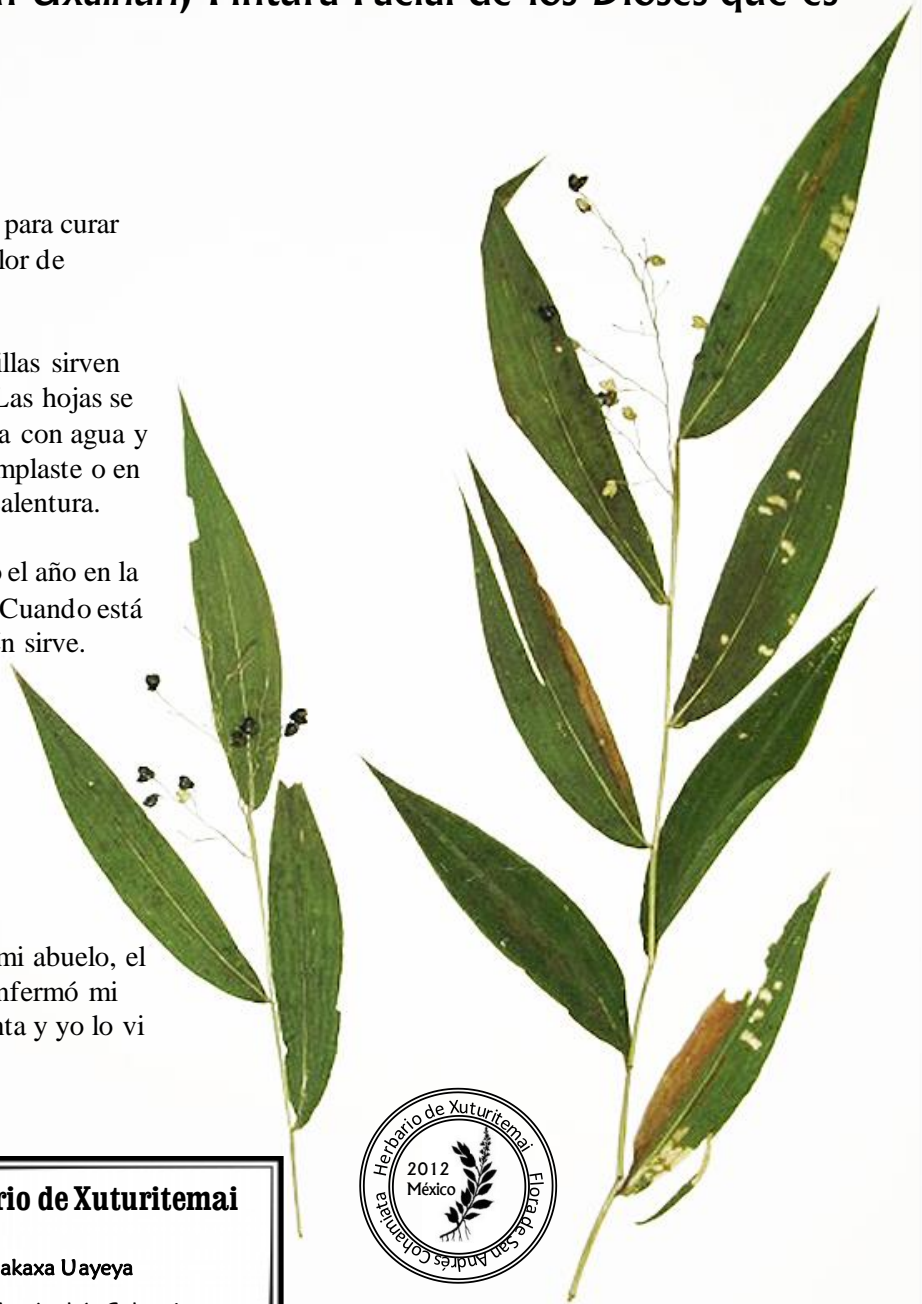 Pintura Facial de los Dioses que es
para curar
lor de
illas sirven
Las hojas se
a con agua y
mplaste o en
alentura.
el año en la
Cuando está
n sirve.
mi abuelo, el
nfermó mi
nta y yo lo vi
rio de Xuturitemai
akaxa Uayeya
Herbario de Xuturitemai
Flora de San Andrés Cohamiata
2012
México